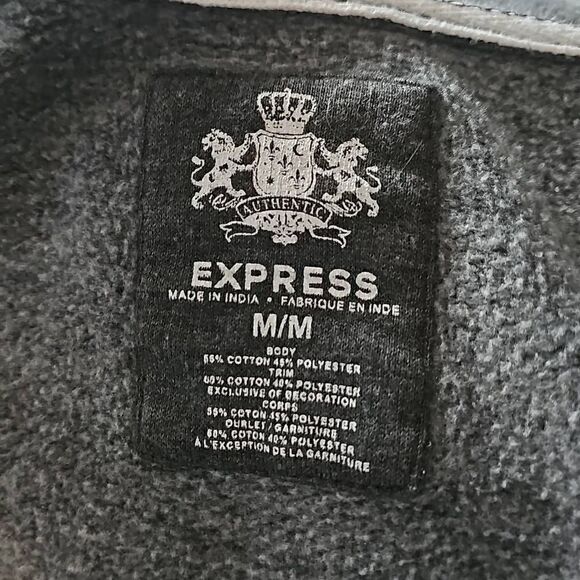 AUTHENTIC
EXPRESS
MADE IN INDIA • FABRIQUE EN INDE
M/M
BODY
55% COTTON 45% POLYESTER
TRIM
60% COTTON 40% POLYESTER
EXCLUSIVE OF DECORATION
CORPS
55% COTON 45% POLYESTER
OURLET / GARNITURE
60% COTON 40% POLYESTER
À L'EXCEPTION DE LA GARNITURE